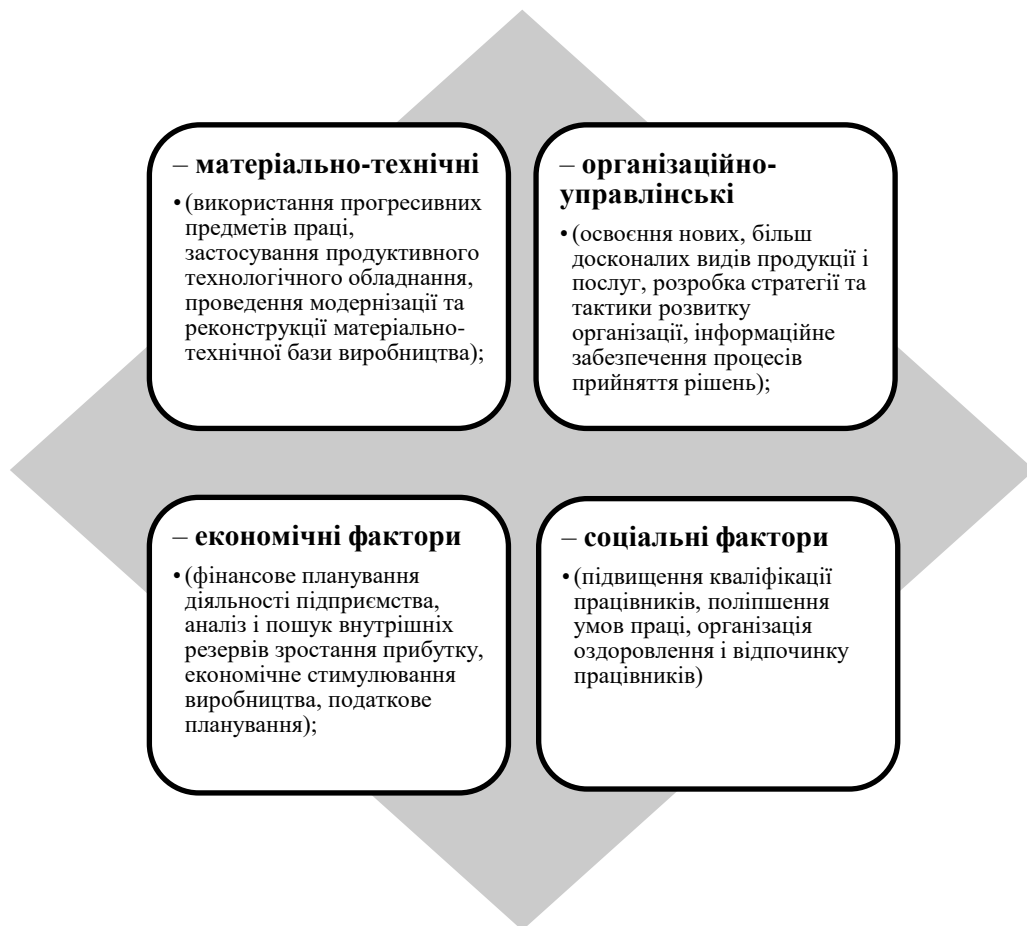 – матеріально-технічні
• (використання прогресивних
предметів праці,
застосування продуктивного
технологічного обладнання,
проведення модернізації та
реконструкції матеріально-
технічної бази виробництва);
– організаційно-
управлінські
• (освоєння нових, більш
досконалих видів продукції і
послуг, розробка стратегії та
тактики розвитку
організації, інформаційне
забезпечення процесів
прийняття рішень);
– економічні фактори
• (фінансове планування
діяльності підприємства,
аналіз і пошук внутрішніх
резервів зростання прибутку,
економічне стимулювання
виробництва, податкове
планування);
– соціальні фактори
• (підвищення кваліфікації
працівників, поліпшення
умов праці, організація
оздоровлення і відпочинку
працівників)